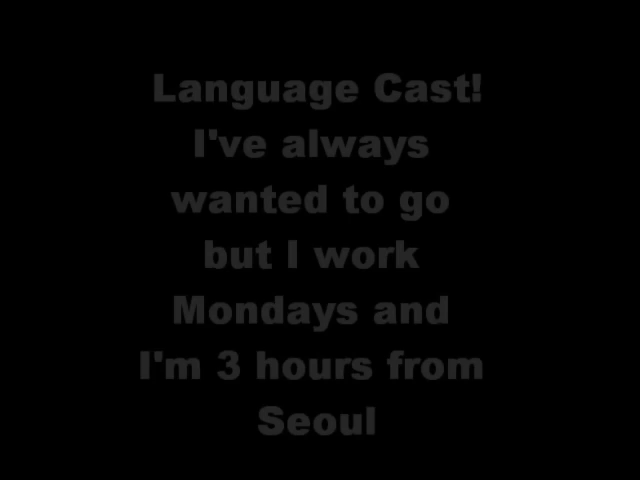 Language Cast!
I've always
wanted to go
but I work
Mondays and
I'm 3 hours from
Seoul